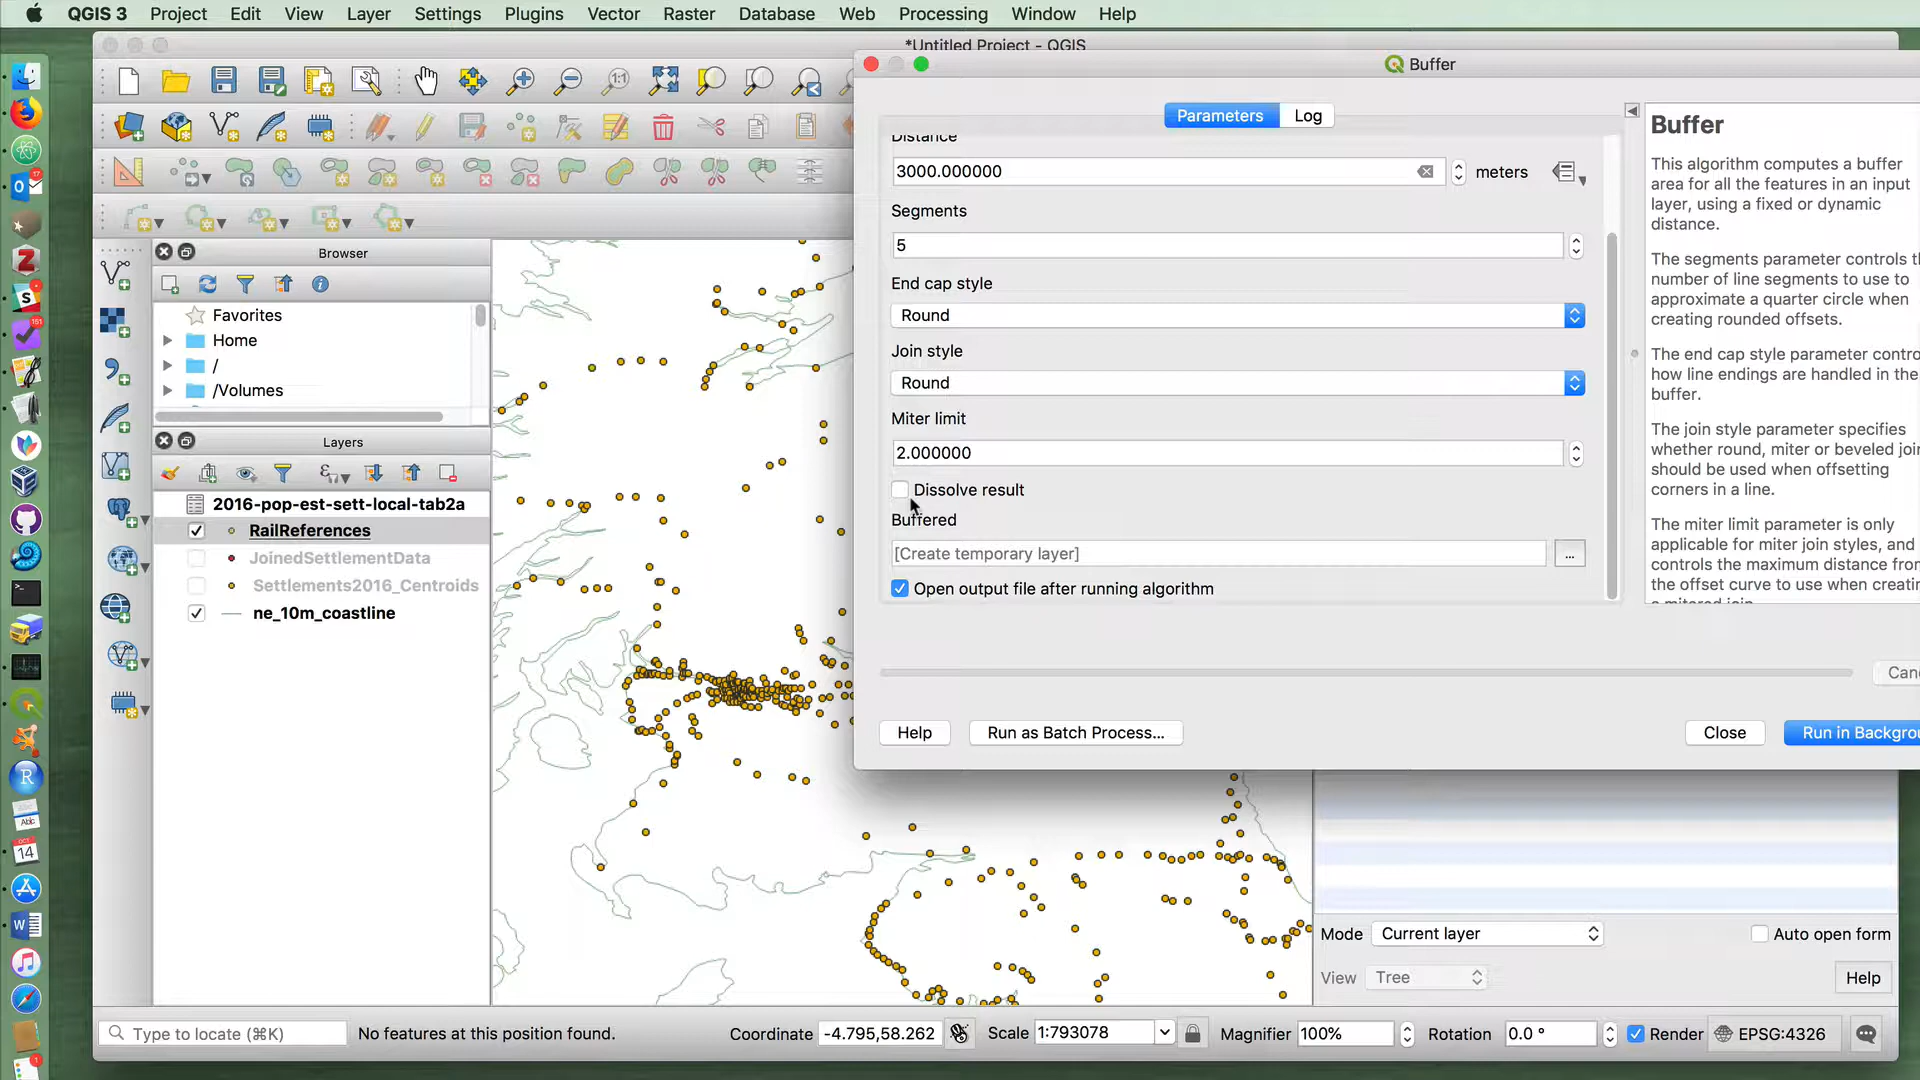 QGIS 3 Project Edit View Layer Settings Plugins Vector Raster Database Web Processing Window Help
*Untitled Project - QGIS
Buffer
Parameters Log
Distance
3000.000000
meters
Segments
5
End cap style
Round
Join style
Round
Miter limit
2.000000
Dissolve result
Buffered
[Create temporary layer]
...
Open output file after running algorithm
Help
Run as Batch Process...
Close
Run in Backgrou
Can
Buffer
This algorithm computes a buffer
area for all the features in an input
layer, using a fixed or dynamic
distance.
The segments parameter controls th
number of line segments to use to
approximate a quarter circle when
creating rounded offsets.
The end cap style parameter contro
how line endings are handled in the
buffer.
The join style parameter specifies
whether round, miter or beveled join
should be used when offsetting
corners in a line.
The miter limit parameter is only
applicable for miter join styles, and
controls the maximum distance from
the offset curve to use when creatin
a mitered join.
Browser
Favorites
Home
/
/Volumes
Layers
2016-pop-est-sett-local-tab2a
RailReferences
JoinedSettlementData
Settlements2016_Centroids
ne_10m_coastline
Mode Current layer Auto open form
View Tree Help
Type to locate (⌘K) No features at this position found. Coordinate -4.795,58.262 Scale 1:793078 Magnifier 100% Rotation 0.0 ° Render EPSG:4326